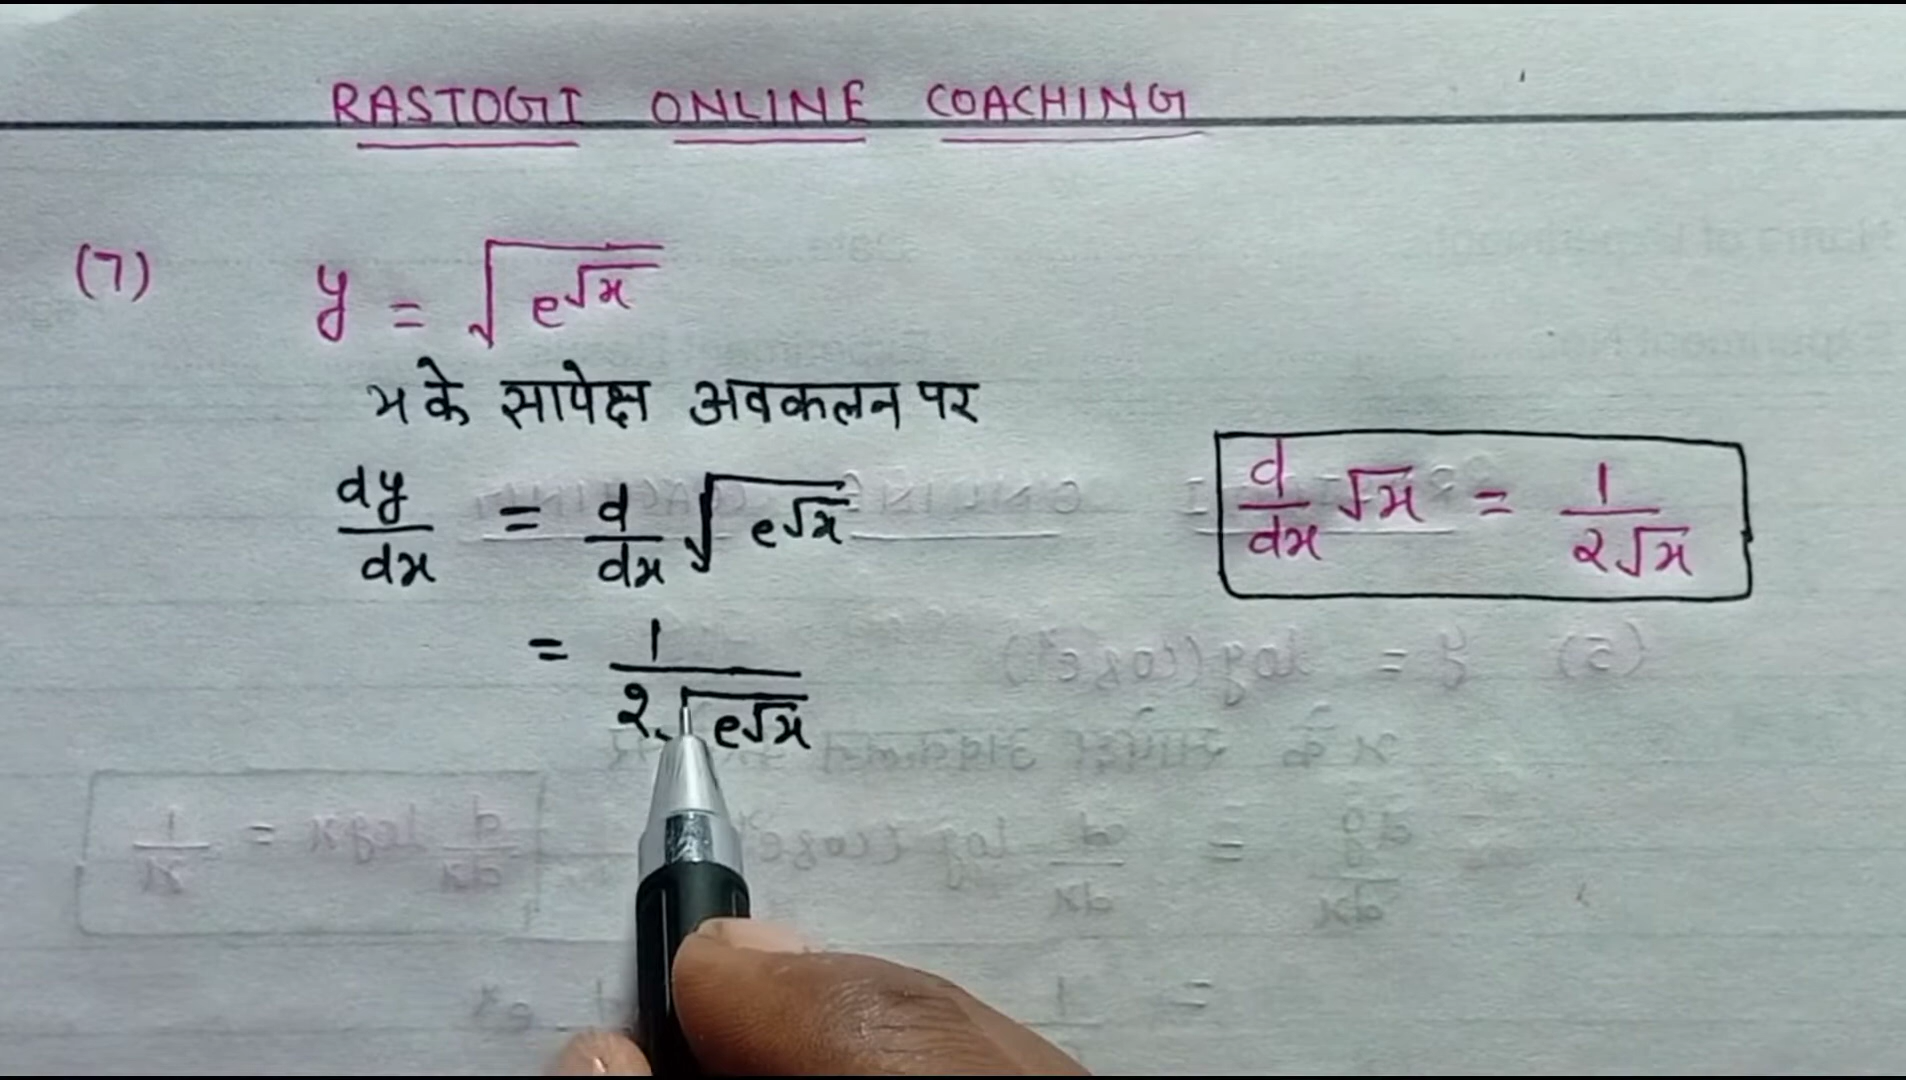 RASTOGI ONLINE COACHING
(7) y = √(e^√x)
x के सापेक्ष अवकलन पर
dy/dx = d/dx √(e^√x)
d/dx √x = 1/(2√x)
= 1/(2√(e^√x))